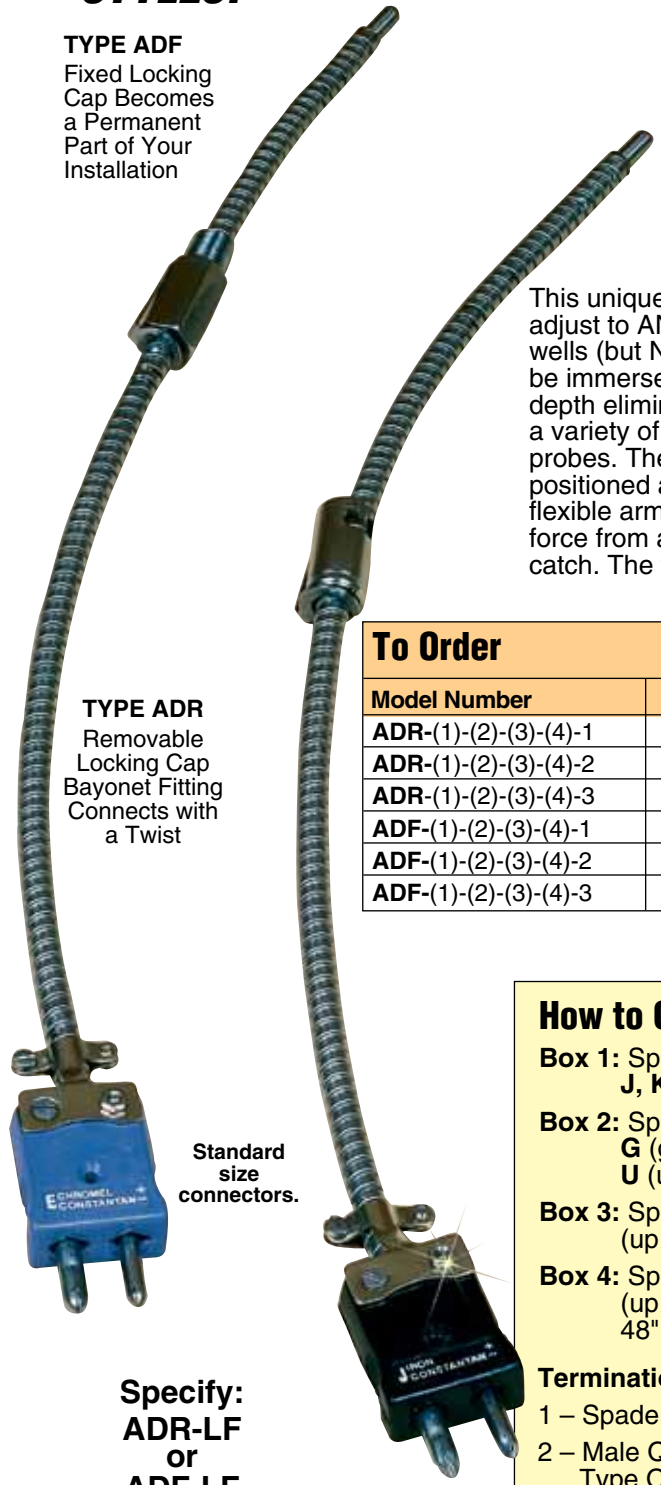 STYLES:
TYPE ADF
Fixed Locking
Cap Becomes
a Permanent
Part of Your
Installation
This unique
adjust to
wells (but
be immerse
depth
a variety of
probes. The
positioned
flexible arm
force from
catch. The
To Order
Model Number
ADR-(1)-(2)-(3)-(4)-1
ADR-(1)-(2)-(3)-(4)-2
ADR-(1)-(2)-(3)-(4)-3
ADF-(1)-(2)-(3)-(4)-1
ADF-(1)-(2)-(3)-(4)-2
ADF-(1)-(2)-(3)-(4)-3
TYPE ADR
Removable
Locking Cap
Bayonet Fitting
Connects with
a Twist
How to
Box 1: Sp
J, K
Box 2: Sp
G (g
U (u
Box 3: Sp
(up
Box 4: Sp
(up
48"
Terminatio
1 – Spade
2 – Male Q
Type C
Standard
size
connectors.
E CHROMEL +
CONSTANTAN –
J IRON +
CONSTANTAN –
Specify:
ADR-LF
or
ADF-LF